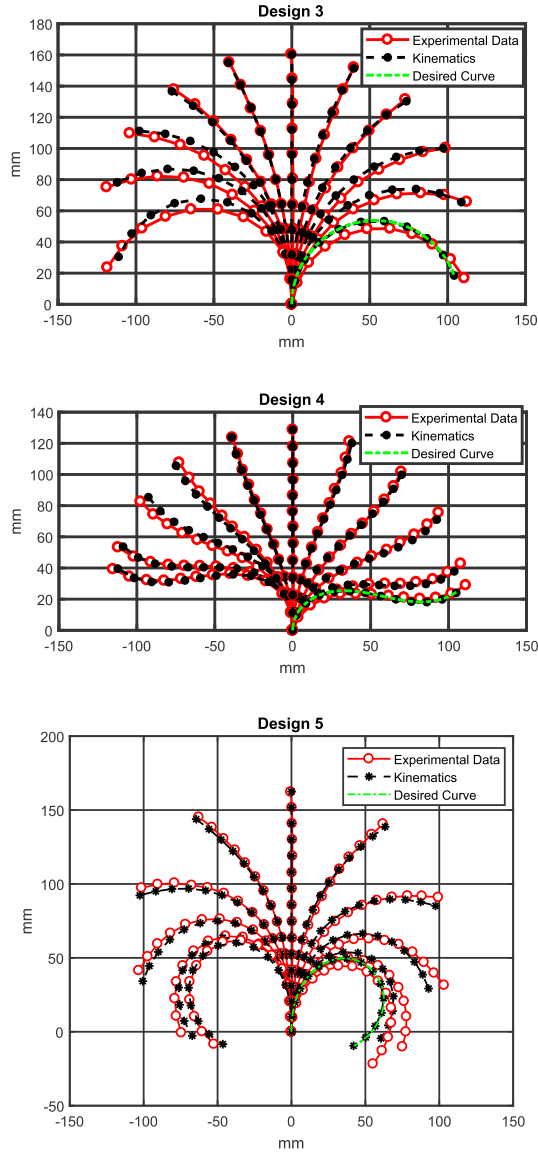 Design 3
180
160
140
120
100
80
60
40
20
0
mm
-150 -100 -50 0 50 100 150
mm
Experimental Data
Kinematics
Desired Curve
Design 4
140
120
100
80
60
40
20
0
mm
-150 -100 -50 0 50 100 150
mm
Experimental Data
Kinematics
Desired Curve
Design 5
200
150
100
50
0
-50
mm
-150 -100 -50 0 50 100 150
mm
Experimental Data
Kinematics
Desired Curve